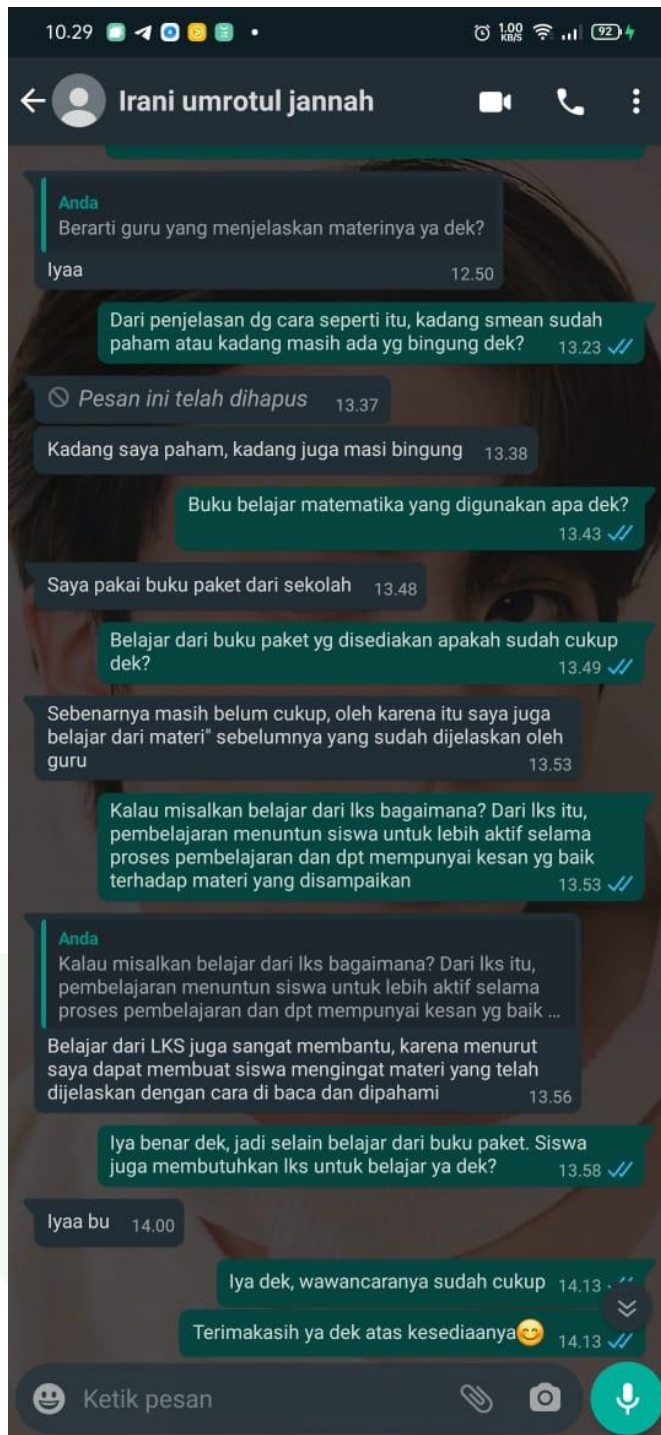 10.29
1.00
KB/S
92
Irani umrotul jannah
Anda
Berarti guru yang menjelaskan materinya ya dek?
Iyaa
12.50
Dari penjelasan dg cara seperti itu, kadang smean sudah
paham atau kadang masih ada yg bingung dek? 13.23
Pesan ini telah dihapus 13.37
Kadang saya paham, kadang juga masi bingung 13.38
Buku belajar matematika yang digunakan apa dek?
13.43
Saya pakai buku paket dari sekolah 13.48
Belajar dari buku paket yg disediakan apakah sudah cukup
dek? 13.49
Sebenarnya masih belum cukup, oleh karena itu saya juga
belajar dari materi" sebelumnya yang sudah dijelaskan oleh
guru 13.53
Kalau misalkan belajar dari lks bagaimana? Dari lks itu,
pembelajaran menuntun siswa untuk lebih aktif selama
proses pembelajaran dan dpt mempunyai kesan yg baik
terhadap materi yang disampaikan 13.53
Anda
Kalau misalkan belajar dari lks bagaimana? Dari lks itu,
pembelajaran menuntun siswa untuk lebih aktif selama
proses pembelajaran dan dpt mempunyai kesan yg baik ...
Belajar dari LKS juga sangat membantu, karena menurut
saya dapat membuat siswa mengingat materi yang telah
dijelaskan dengan cara di baca dan dipahami 13.56
Iya benar dek, jadi selain belajar dari buku paket. Siswa
juga membutuhkan lks untuk belajar ya dek? 13.58
Iyaa bu 14.00
Iya dek, wawancaranya sudah cukup 14.13
Terimakasih ya dek atas kesediaanya😊 14.13
Ketik pesan